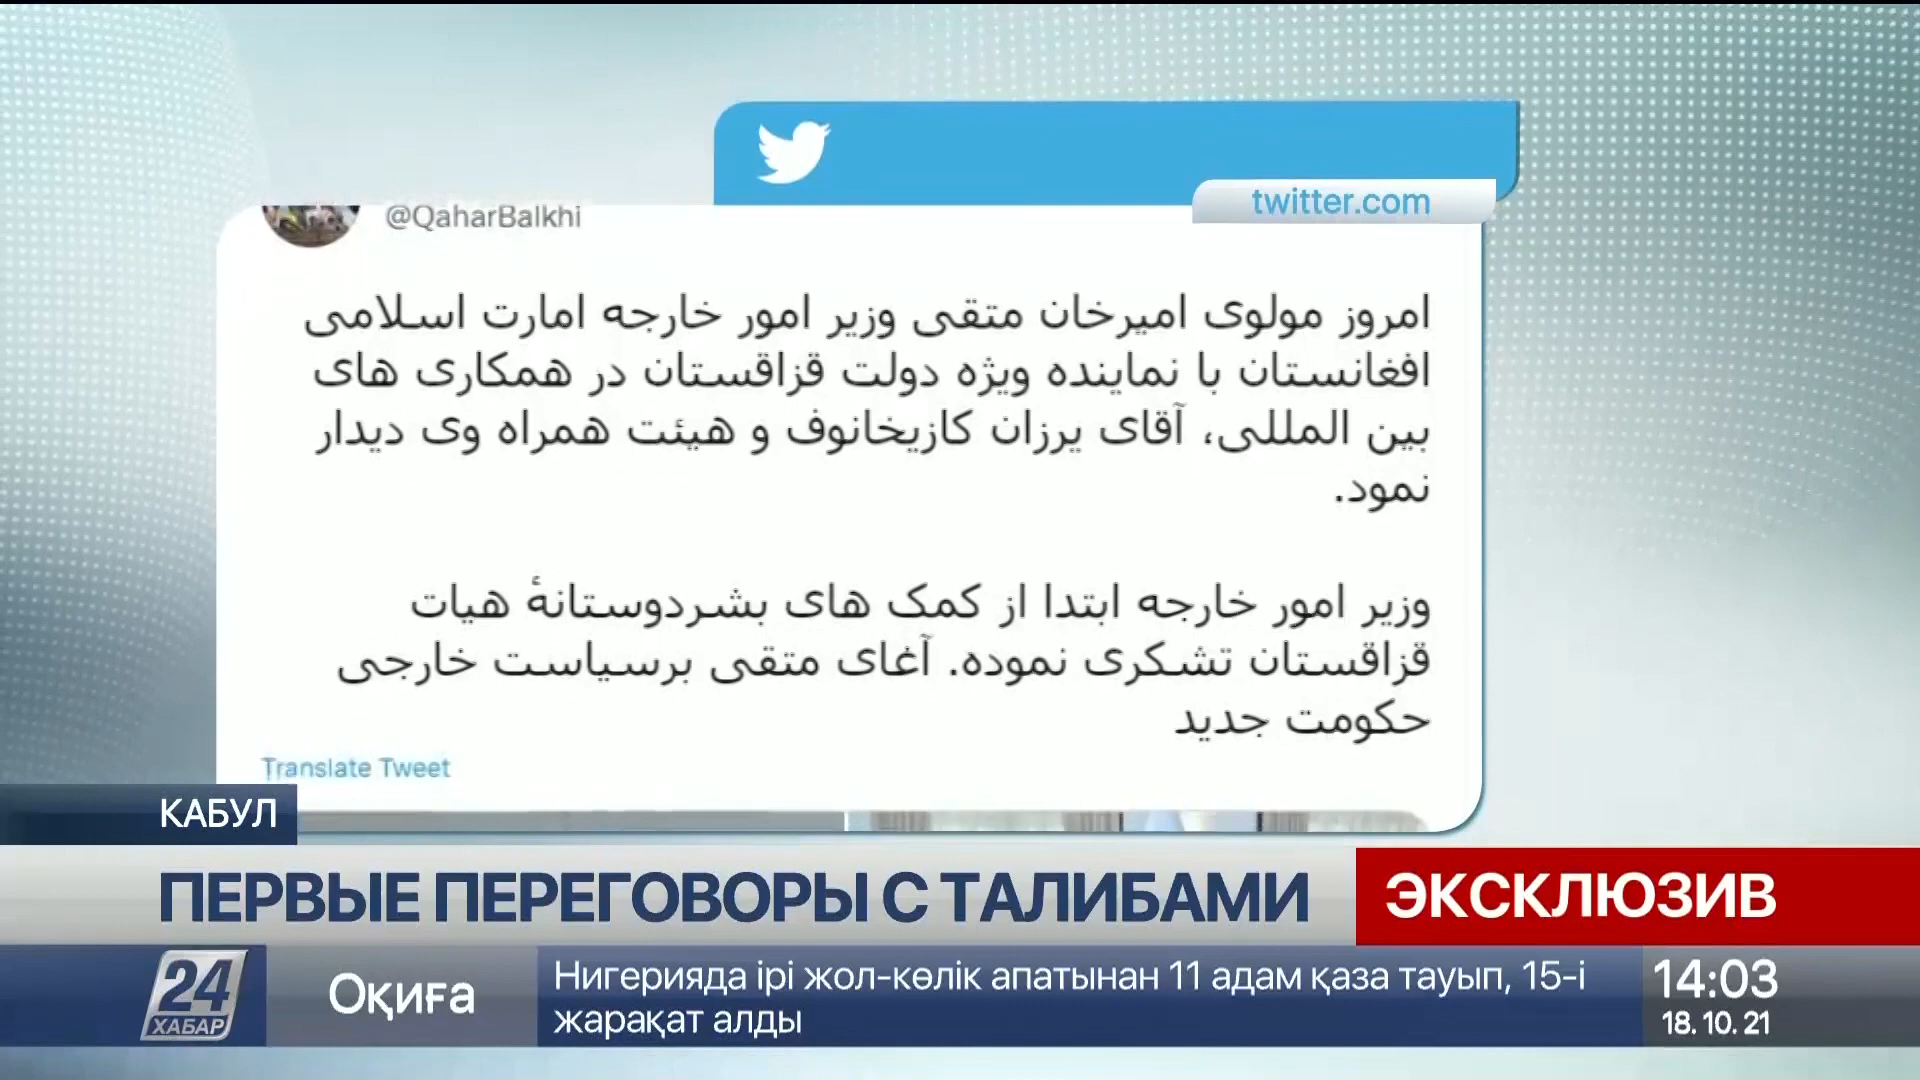 twitter.com
@QaharBalkhi
امروز مولوی امیرخان متقی وزیر امور خارجه امارت اسلامی
افغانستان با نماینده ویژه دولت قزاقستان در همکاری های
بین المللی، آقای یرزان کازیخانوف و هیئت همراه وی دیدار
نمود.
وزیر امور خارجه ابتدا از کمک های بشردوستانهٔ هیات
قزاقستان تشکری نموده. آغای متقی برسیاست خارجی
حکومت جدید
Translate Tweet
КАБУЛ
ПЕРВЫЕ ПЕРЕГОВОРЫ С ТАЛИБАМИ
ЭКСКЛЮЗИВ
24
ХАБАР
Оқиға
Нигерияда ірі жол-көлік апатынан 11 адам қаза тауып, 15-і
жарақат алды
14:03
18. 10. 21